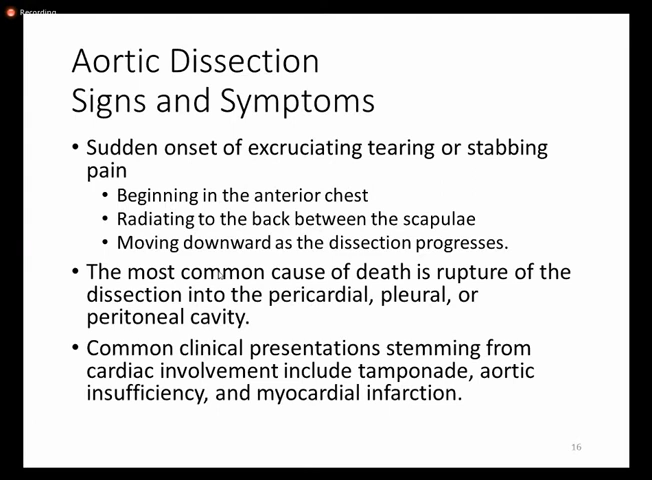 Recording
Aortic Dissection
Signs and Symptoms
• Sudden onset of excruciating tearing or stabbing
pain
• Beginning in the anterior chest
• Radiating to the back between the scapulae
• Moving downward as the dissection progresses.
• The most common cause of death is rupture of the
dissection into the pericardial, pleural, or
peritoneal cavity.
• Common clinical presentations stemming from
cardiac involvement include tamponade, aortic
insufficiency, and myocardial infarction.
16